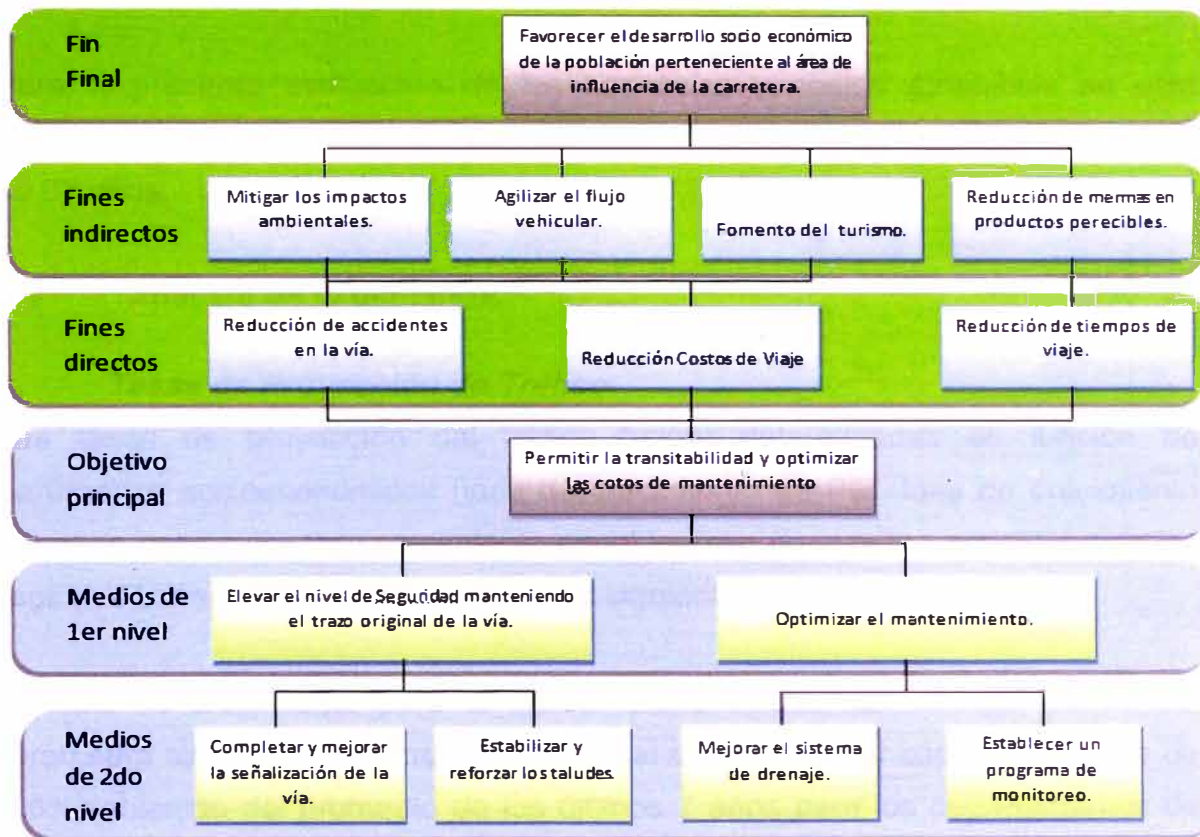 Fin
Final
Favorecer el desarrollo socio económico
de la población perteneciente al área de
influencia de la carretera.
Fines
indirectos
Mitigar los impactos
ambientales.
Agilizar el flujo
vehicular.
Fomento del turismo.
Reducción de mermas en
productos perecibles.
Fines
directos
Reducción de accidentes
en la vía.
Reducción Costos de Viaje
Reducción de tiempos de
viaje.
Objetivo
principal
Permitir la transitabilidad y optimizar
las cotos de mantenimiento
Medios de
1er nivel
Elevar el nivel de Seguridad manteniendo
el trazo original de la vía.
Optimizar el mantenimiento.
Medios
de 2do
nivel
Completar y mejorar
la señalización de la
vía.
Estabilizar y
reforzar los taludes.
Mejorar el sistema
de drenaje.
Establecer un
programa de
monitoreo.